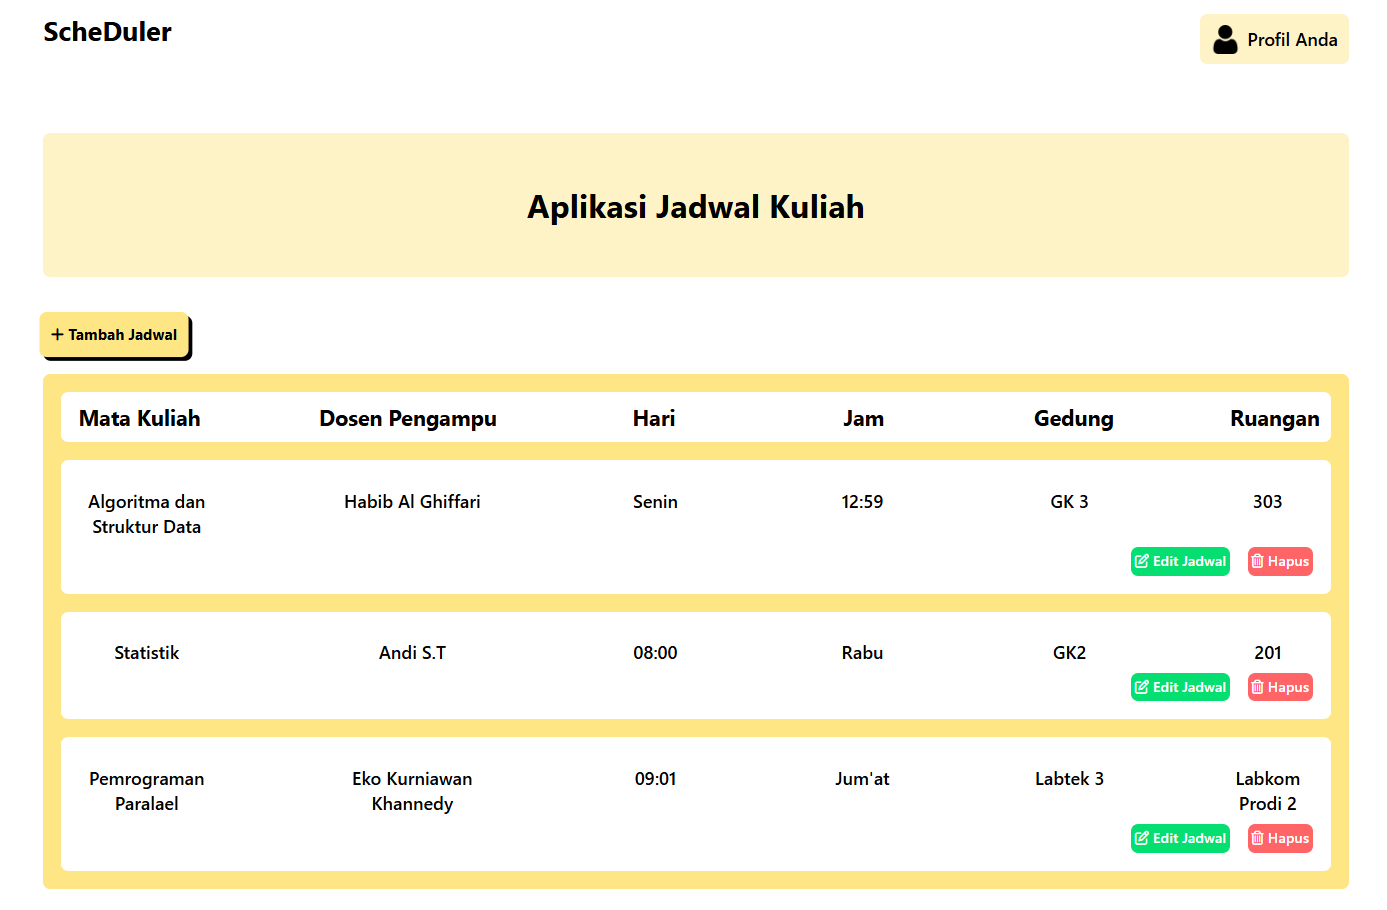 ScheDuler
Profil Anda
Aplikasi Jadwal Kuliah
+ Tambah Jadwal
Mata Kuliah Dosen Pengampu Hari Jam Gedung Ruangan
Algoritma dan Habib Al Ghiffari Senin 12:59 GK 3 303
Struktur Data
Edit Jadwal Hapus
Statistik Andi S.T 08:00 Rabu GK2 201
Edit Jadwal Hapus
Pemrograman Eko Kurniawan 09:01 Jum'at Labtek 3 Labkom
Paralael Khannedy Prodi 2
Edit Jadwal Hapus